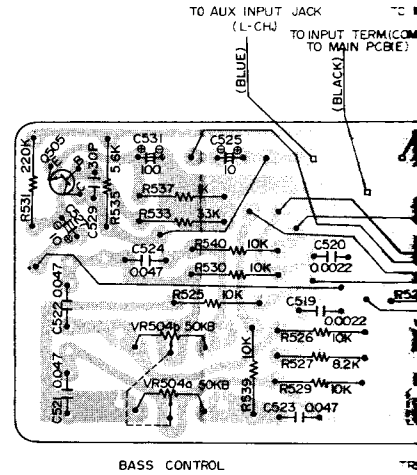 TO AUX INPUT JACK
(L-CH)
TO INPUT TERM(COM
TO MAIN PCB(E)
(BLUE)
(BLACK)
220K
R531
Q505
E
B
C529
30P
R535
5.6K
C531
100
C525
10
R537
1K
R533
33K
C524
0.047
R540
10K
R530
10K
C520
0.0022
R525
10K
C519
0.0022
C522
0.047
VR504b 50KB
R526
10K
R527
8.2K
R529
10K
R539
10K
C521
0.047
VR504a 50KB
C523
0.047
BASS CONTROL